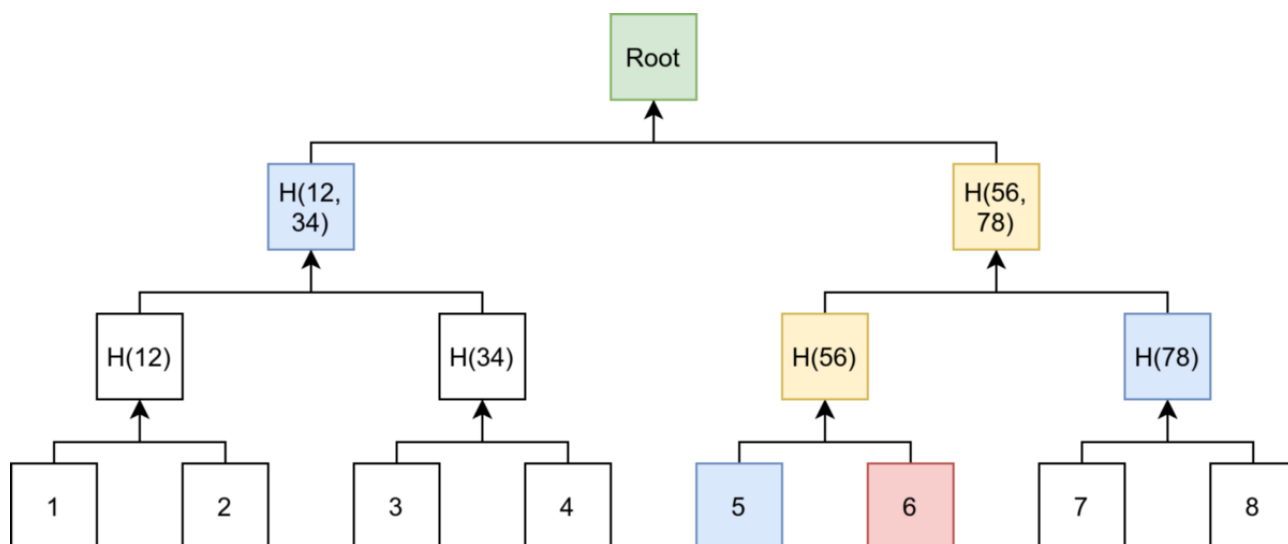 Root
H(12,
34)
H(56,
78)
H(12)
H(34)
H(56)
H(78)
1
2
3
4
5
6
7
8